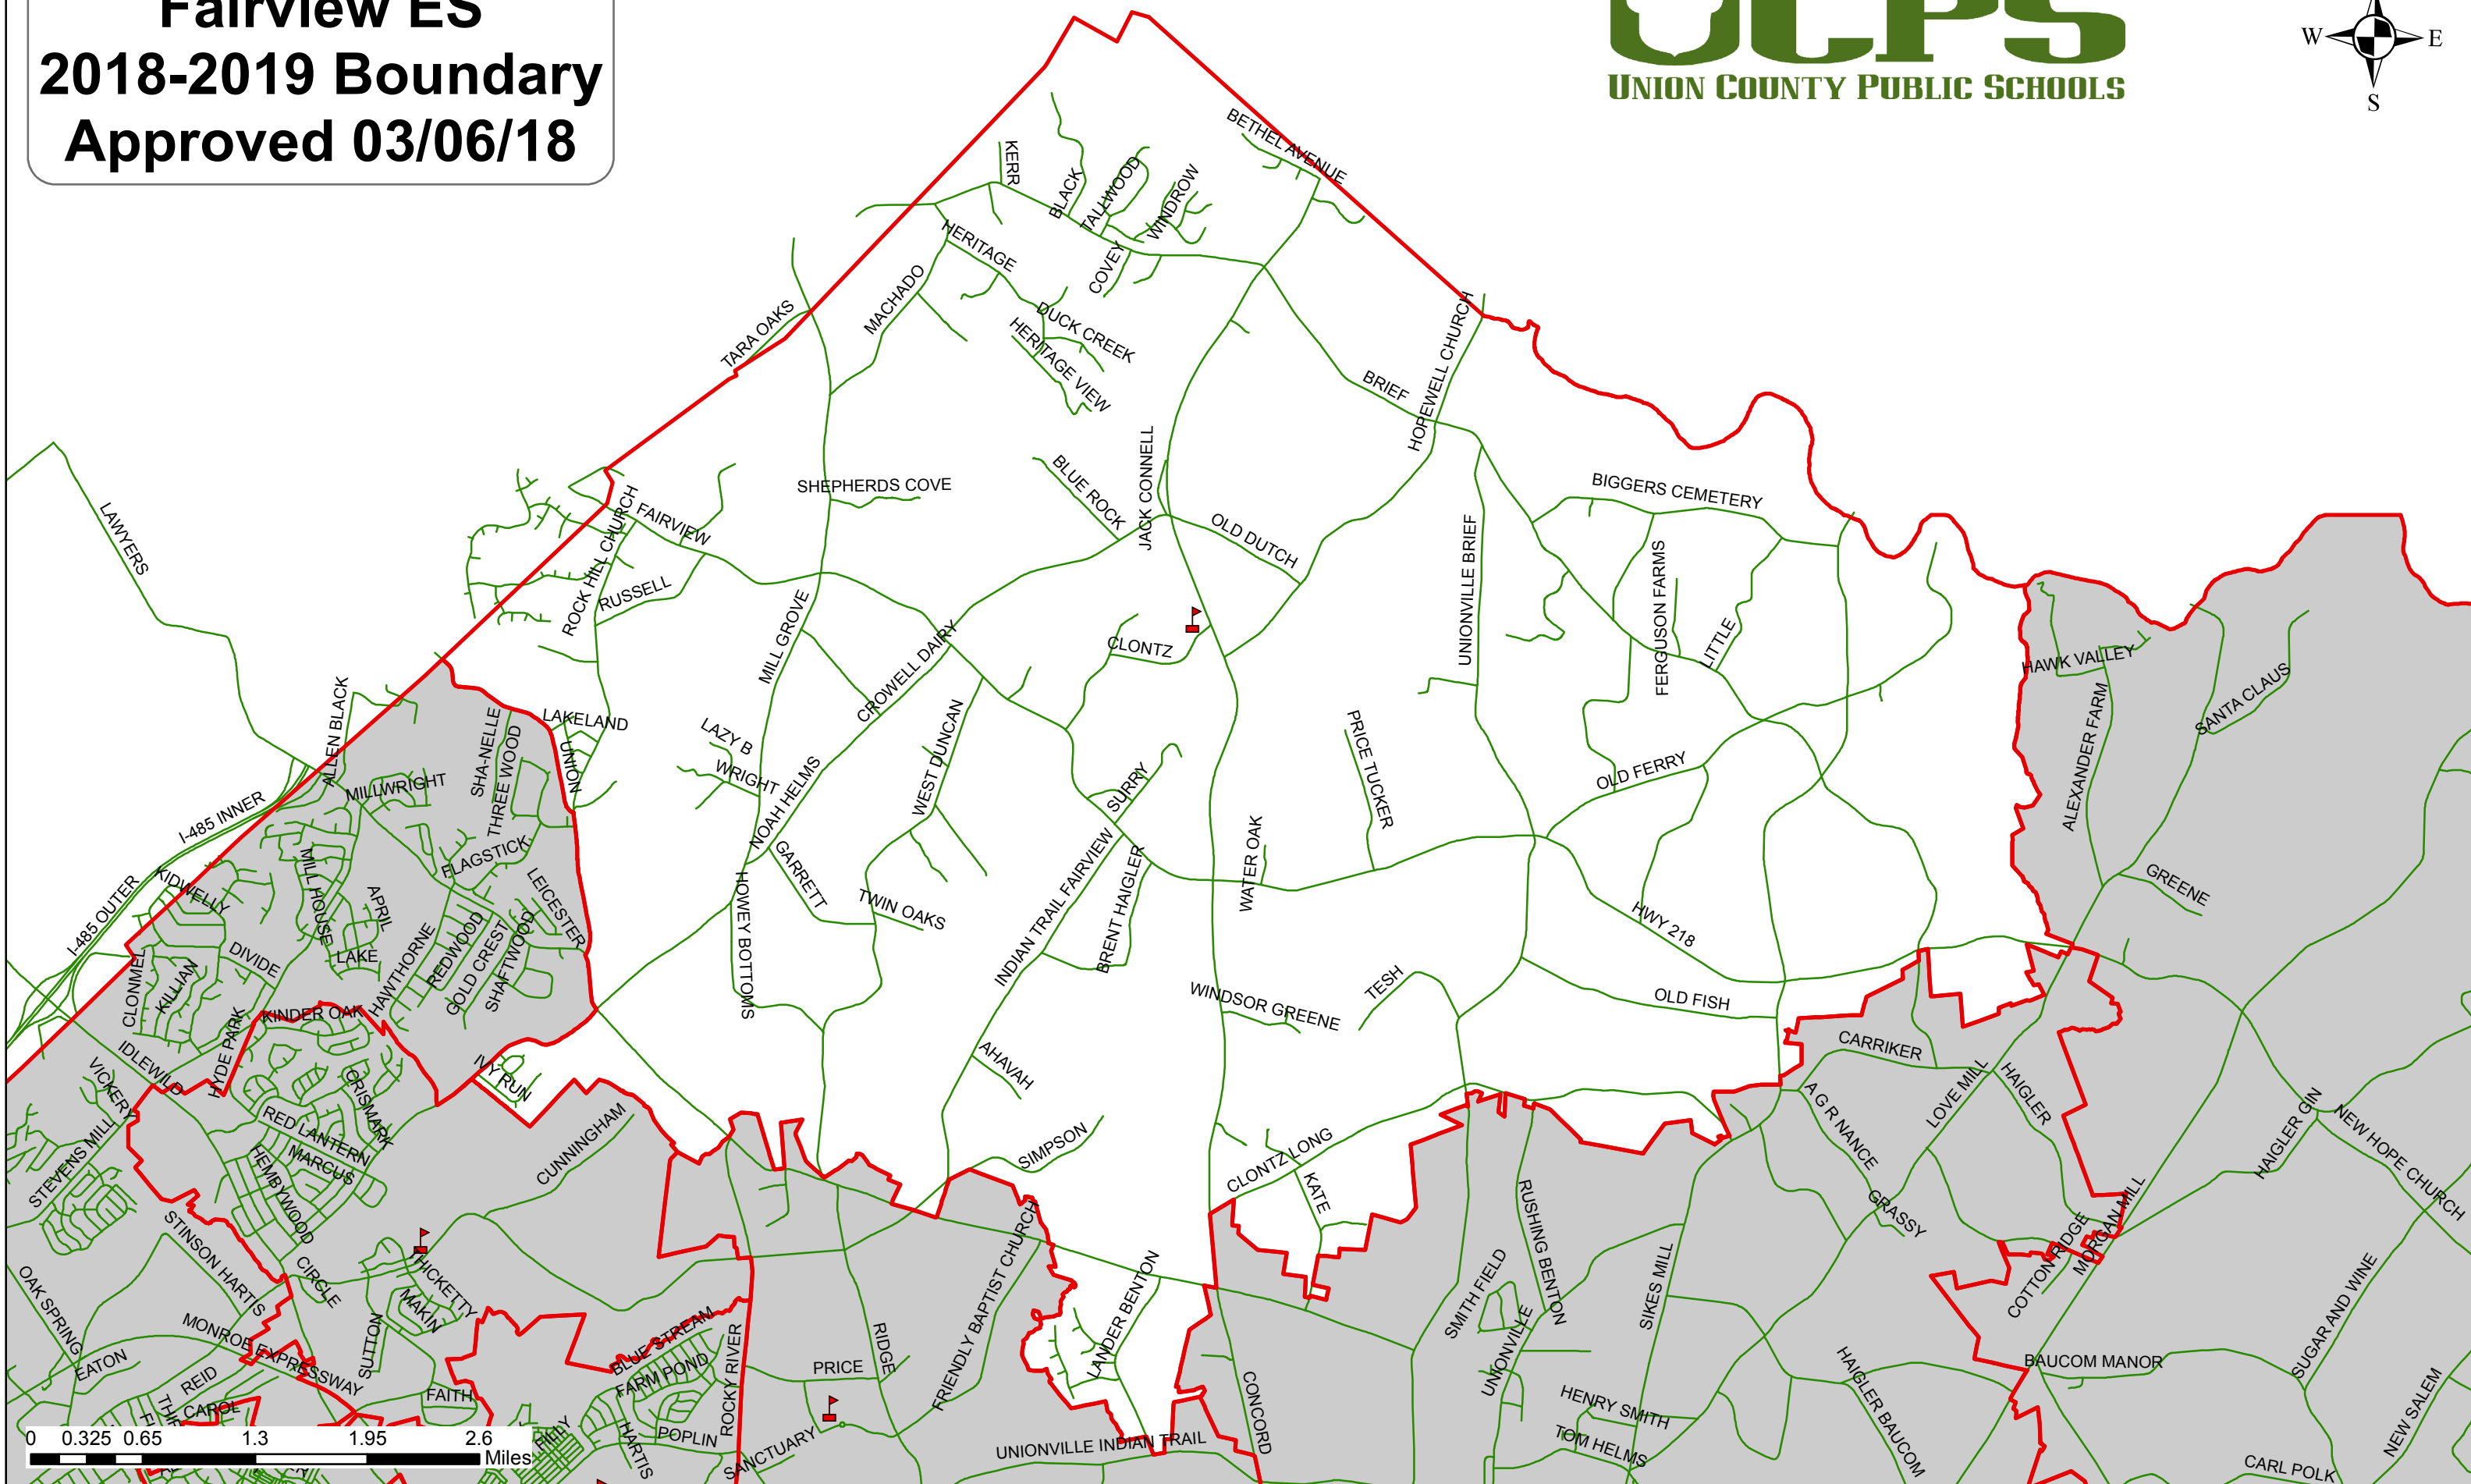 Fairview ES
2018-2019 Boundary
Approved 03/06/18
UCPS
UNION COUNTY PUBLIC SCHOOLS
W
E
S
KERR
BLACK
TALLWOOD
WINDROW
BETHEL AVENUE
HERITAGE
COVEY
MACHADO
TARA OAKS
DUCK CREEK
HERITAGE VIEW
HOPEWELL CHURCH
BRIEF
LAWYERS
SHEPHERDS COVE
BLUE ROCK
JACK CONNELL
OLD DUTCH
BIGGERS CEMETERY
FAIRVIEW
ROCK HILL CHURCH
RUSSELL
MILL GROVE
CROWELL DAIRY
CLONTZ
UNIONVILLE BRIEF
FERGUSON FARMS
LITTLE
HAWK VALLEY
ALEXANDER FARM
SANTA CLAUS
ALLEN BLACK
SHA-NELLE
THREE WOOD
LAKELAND
UNION
LAZY B
WRIGHT
NOAH HELMS
WEST DUNCAN
SURRY
PRICE TUCKER
OLD FERRY
I-485 INNER
MILLWRIGHT
FLAGSTICK
I-485 OUTER
KIDWELLY
MILL HOUSE
APRIL
LEICESTER
GARRETT
HOWEY BOTTOMS
TWIN OAKS
INDIAN TRAIL FAIRVIEW
BRENT HAIGLER
WATER OAK
HWY 218
GREENE
CLONMEL
KILLIAN
DIVIDE
LAKE
HAWTHORNE
REDWOOD
GOLD CREST
SHAFTWOOD
KINDER OAK
WINDSOR GREENE
TESH
OLD FISH
IDLEWILD
HYDE PARK
VICKERY
CRISMARK
IVY RUN
AHAVAH
CARRIKER
A G R NANCE
LOVE MILL
HAIGLER
HAIGLER GIN
NEW HOPE CHURCH
STEVENS MILL
RED LANTERN
MARCUS
HEMBYWOOD
CUNNINGHAM
SIMPSON
CLONTZ LONG
KATE
GRASSY
COTTON RIDGE
MORGAN MILL
STINSON HARTIS
CIRCLE
THICKETTY
MAKIN
SUTTON
OAK SPRING
MONROE EXPRESSWAY
EATON
REID
CAROL
FAITH
BLUE STREAM
FARM POND
ROCKY RIVER
PRICE
RIDGE
FRIENDLY BAPTIST CHURCH
LANDER BENTON
CONCORD
SMITH FIELD
UNIONVILLE
RUSHING BENTON
SIKES MILL
HENRY SMITH
TOM HELMS
HAIGLER BAUCOM
BAUCOM MANOR
SUGAR AND WINE
NEW SALEM
CARL POLK
HARTIS
POPLIN
SANCTUARY
UNIONVILLE INDIAN TRAIL
0 0.325 0.65 1.3 1.95 2.6
Miles